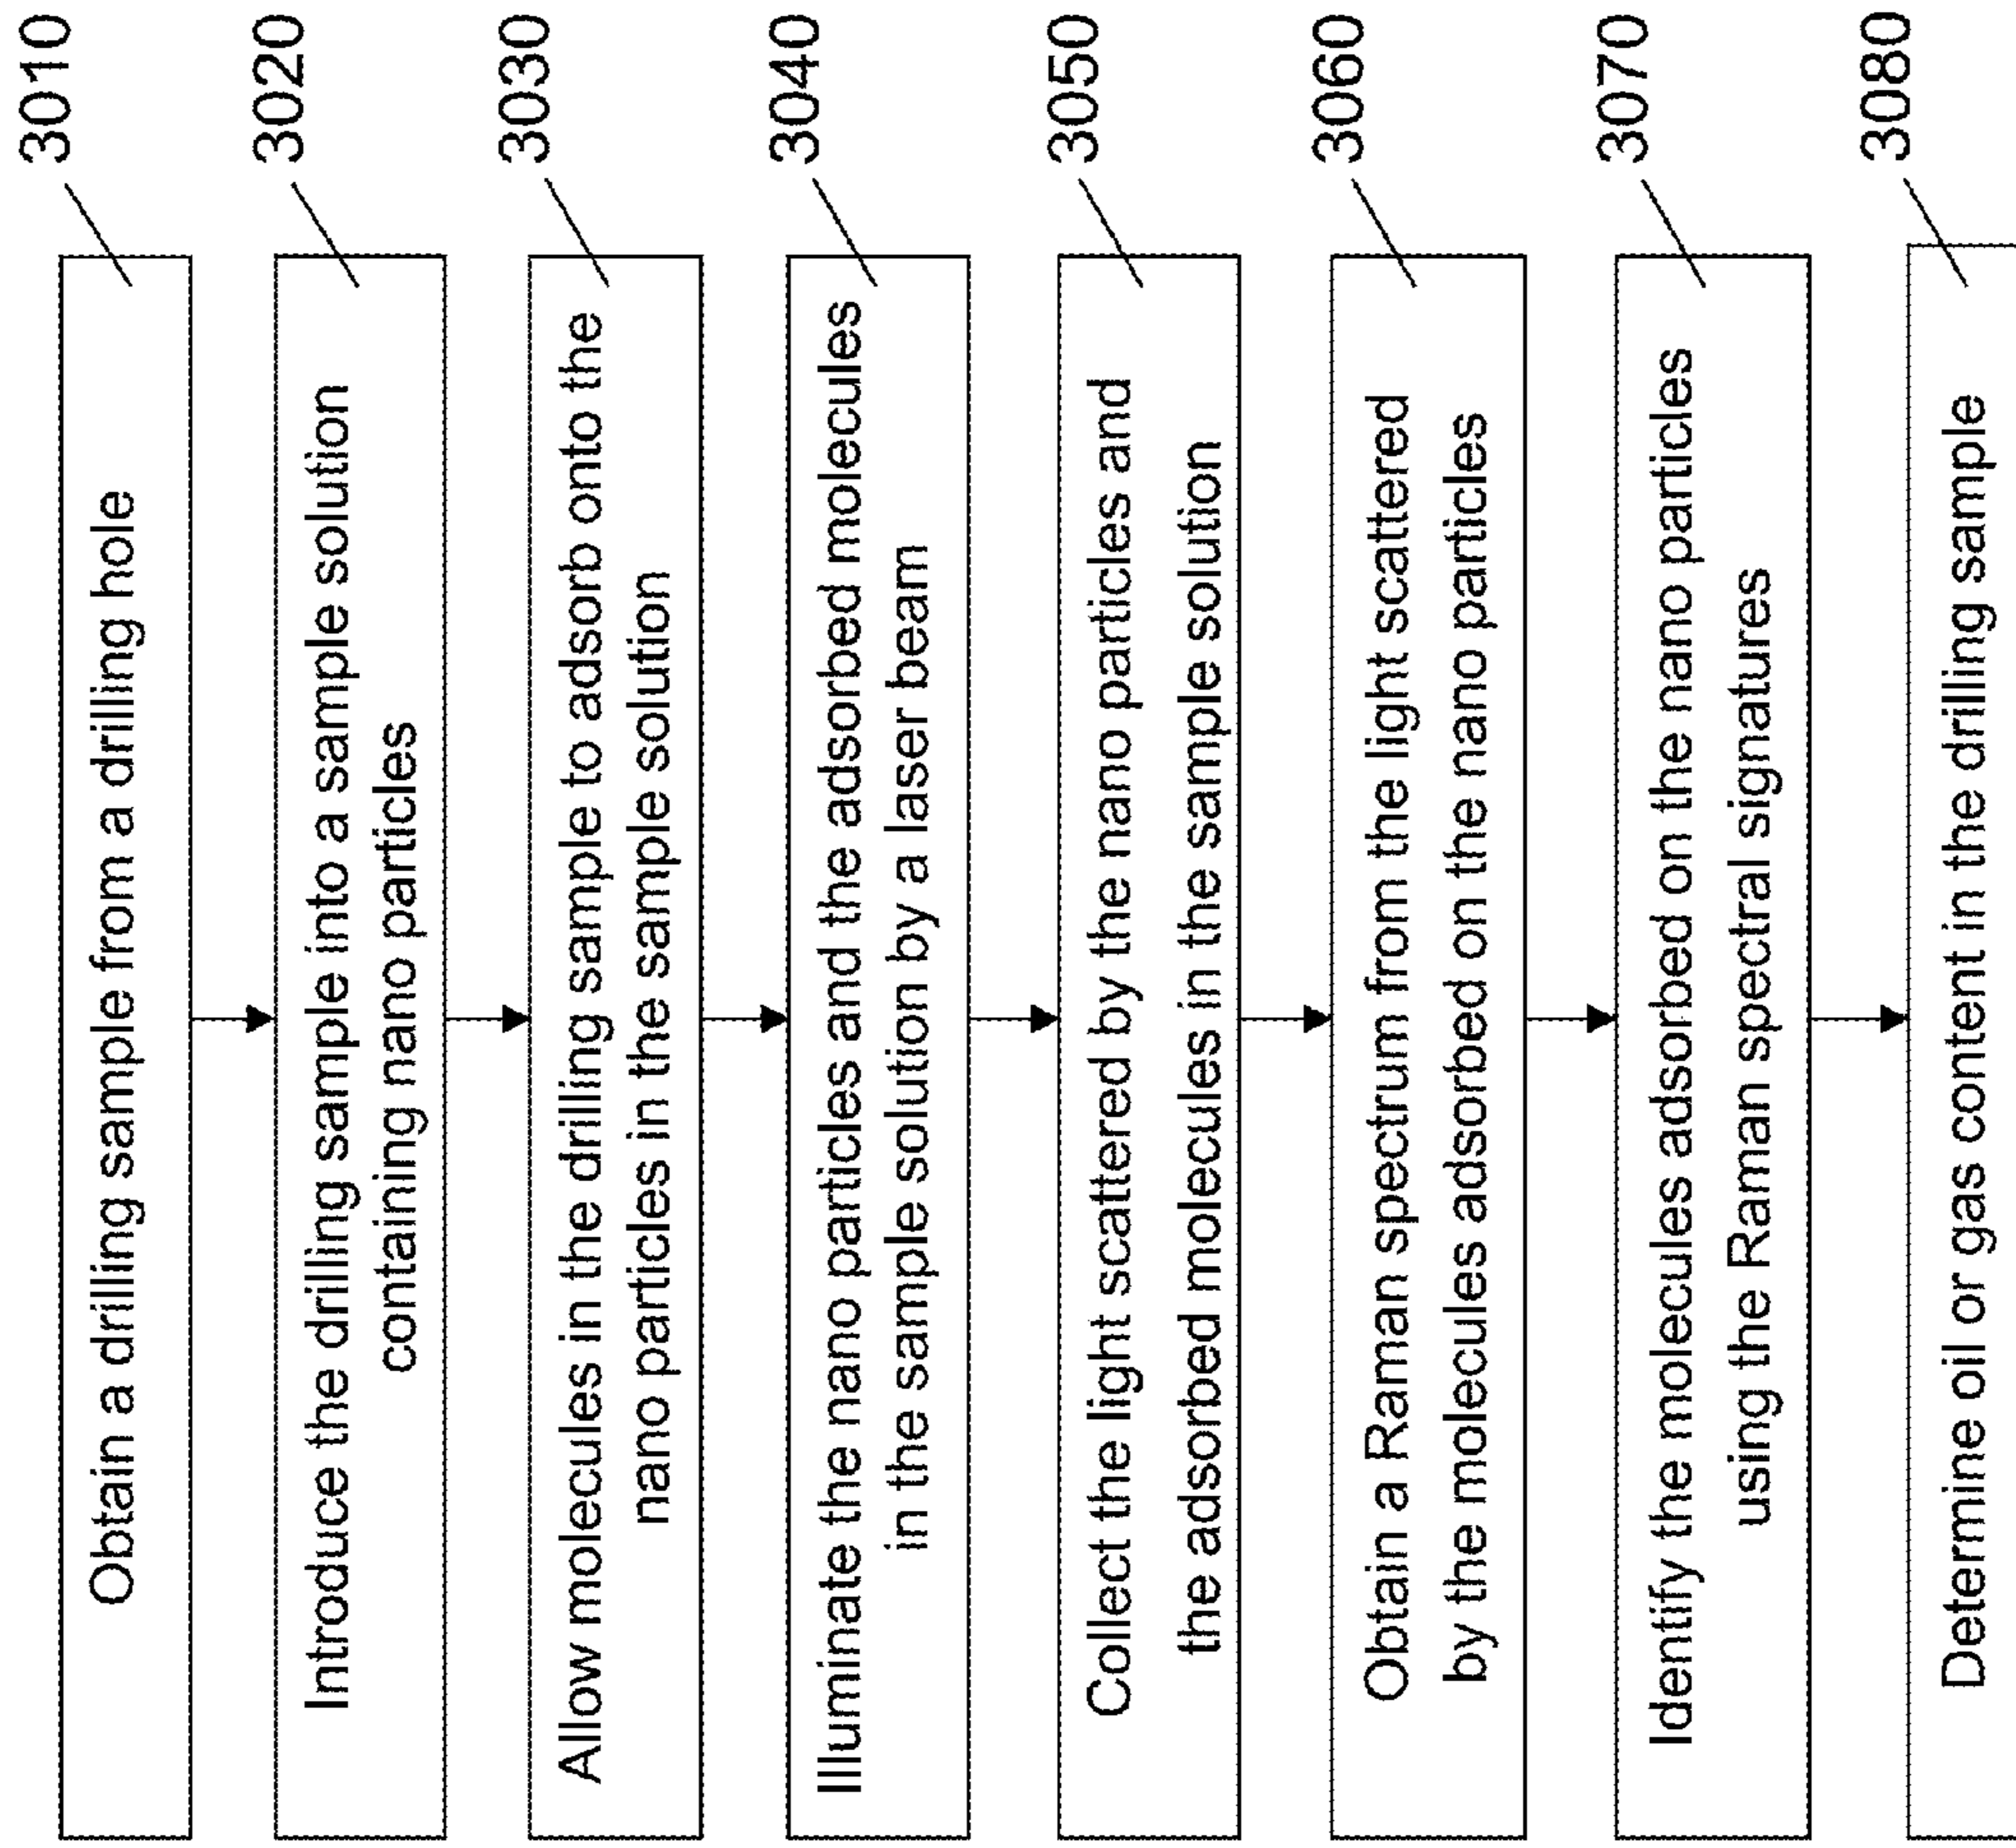 3010
Obtain a drilling sample from a drilling hole
3020
Introduce the drilling sample into a sample solution
containing nano particles
3030
Allow molecules in the drilling sample to adsorb onto the
nano particles in the sample solution
3040
Illuminate the nano particles and the adsorbed molecules
in the sample solution by a laser beam
3050
Collect the light scattered by the nano particles and
the adsorbed molecules in the sample solution
3060
Obtain a Raman spectrum from the light scattered
by the molecules adsorbed on the nano particles
3070
Identify the molecules adsorbed on the nano particles
using the Raman spectral signatures
3080
Determine oil or gas content in the drilling sample